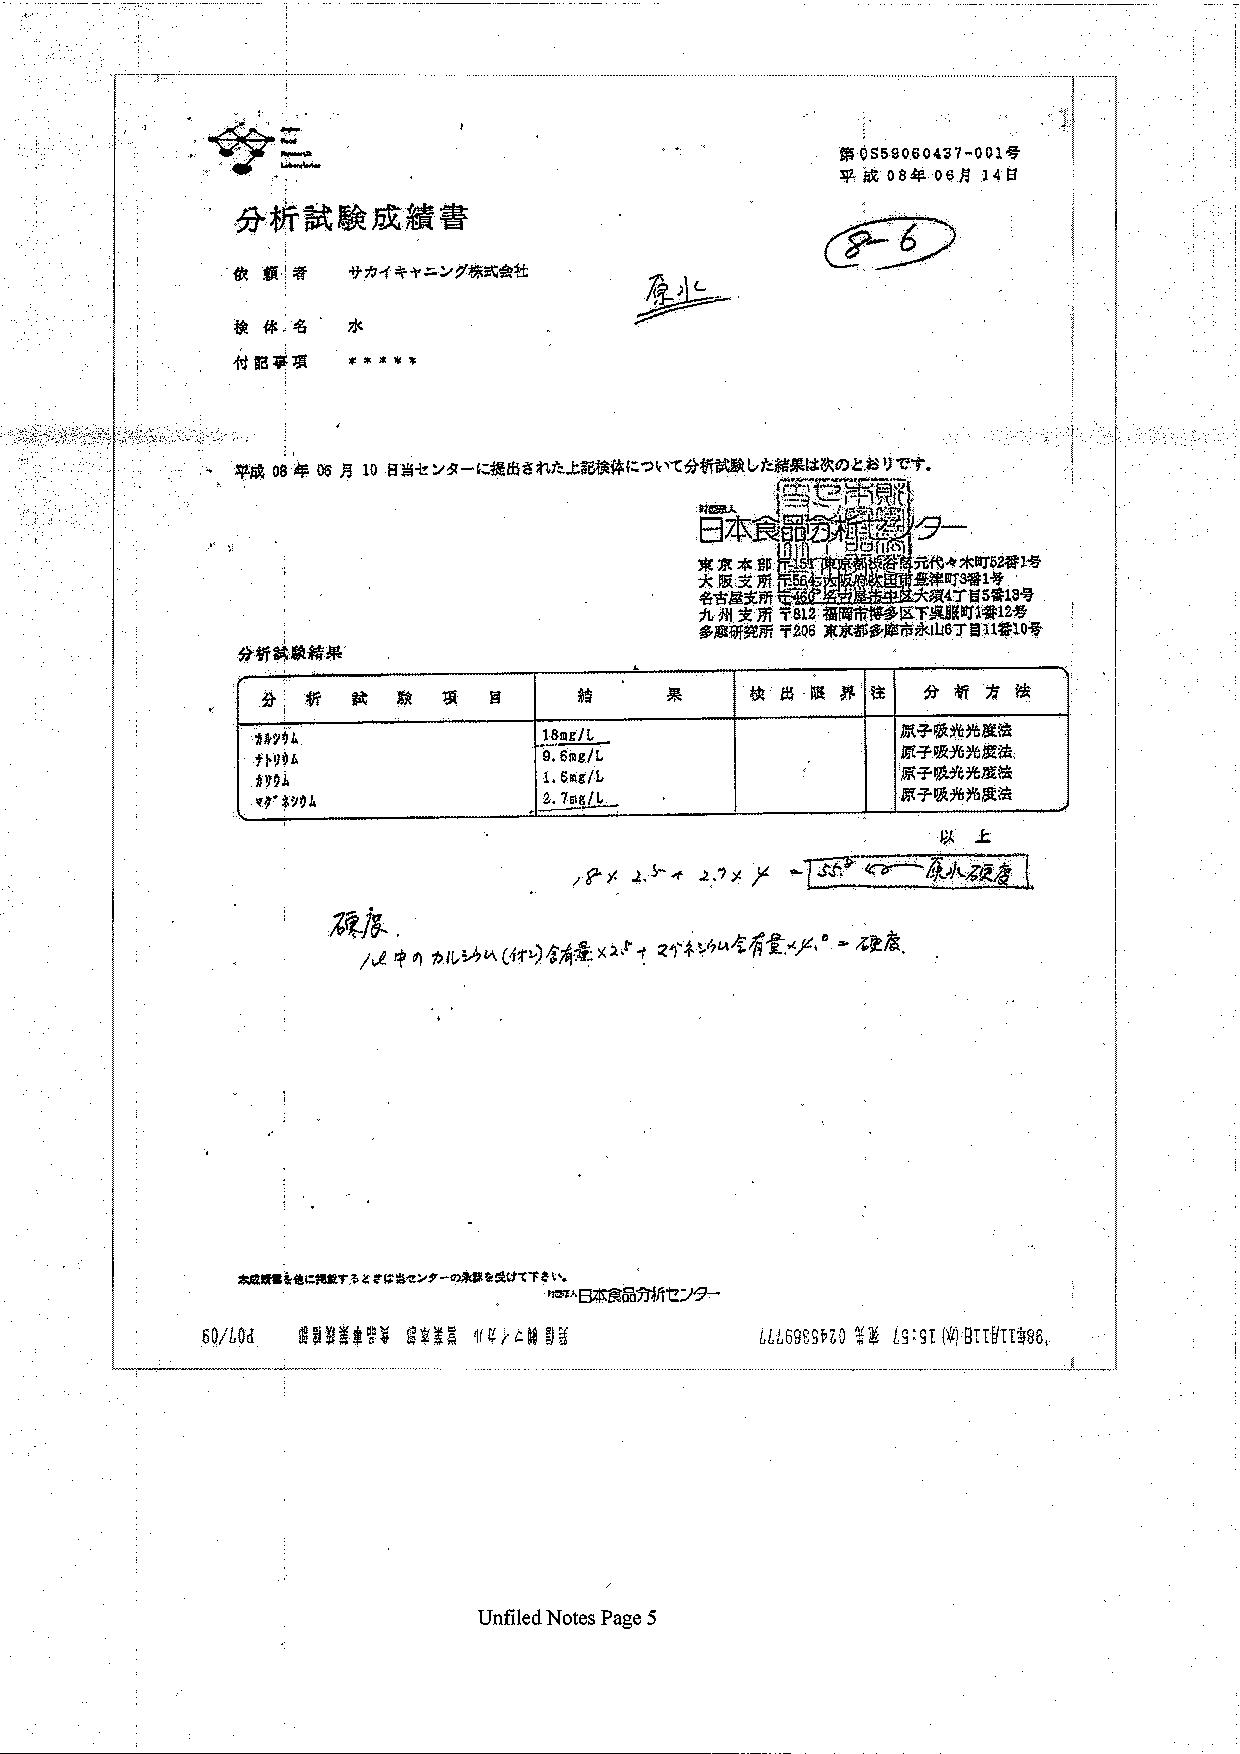 Food
Research
Laboratories
第0S59060437-001号
平成08年06月14日
分析試験成績書
8-6
依頼者 サカイキャニング株式会社
原水
検体名 水
付記事項 *****
平成08年06月10日当センターに提出された上記検体について分析試験した結果は次のとおりです。
財団法人
日本食品分析センター
東京本部 〒151 東京都渋谷区元代々木町52番1号
大阪支所 〒564 大阪府吹田市豊津町3番1号
名古屋支所 〒460 名古屋市中区大須4丁目5番13号
九州支所 〒812 福岡市博多区下呉服町1番12号
多摩研究所 〒206 東京都多摩市永山6丁目11番10号
分析試験結果
分析試験項目 結果 検出限界 注 分析方法
カルシウム 18mg/L 原子吸光光度法
ナトリウム 9.6mg/L 原子吸光光度法
カリウム 1.6mg/L 原子吸光光度法
マグネシウム 2.7mg/L 原子吸光光度法
以上
18×2.5+2.7×4= 55.8 原水硬度
硬度
1ℓ中のカルシウム(イオン)含有量×2.5+マグネシウム含有量×4.0=硬度
本成績書を他に掲載するときは当センターの承認を受けて下さい。
財団法人 日本食品分析センター
'98年11月11日(水) 15:57 宛先 0245369777 発信 ㈱マイカル 営業本部 食品事業 P07/09
Unfiled Notes Page 5